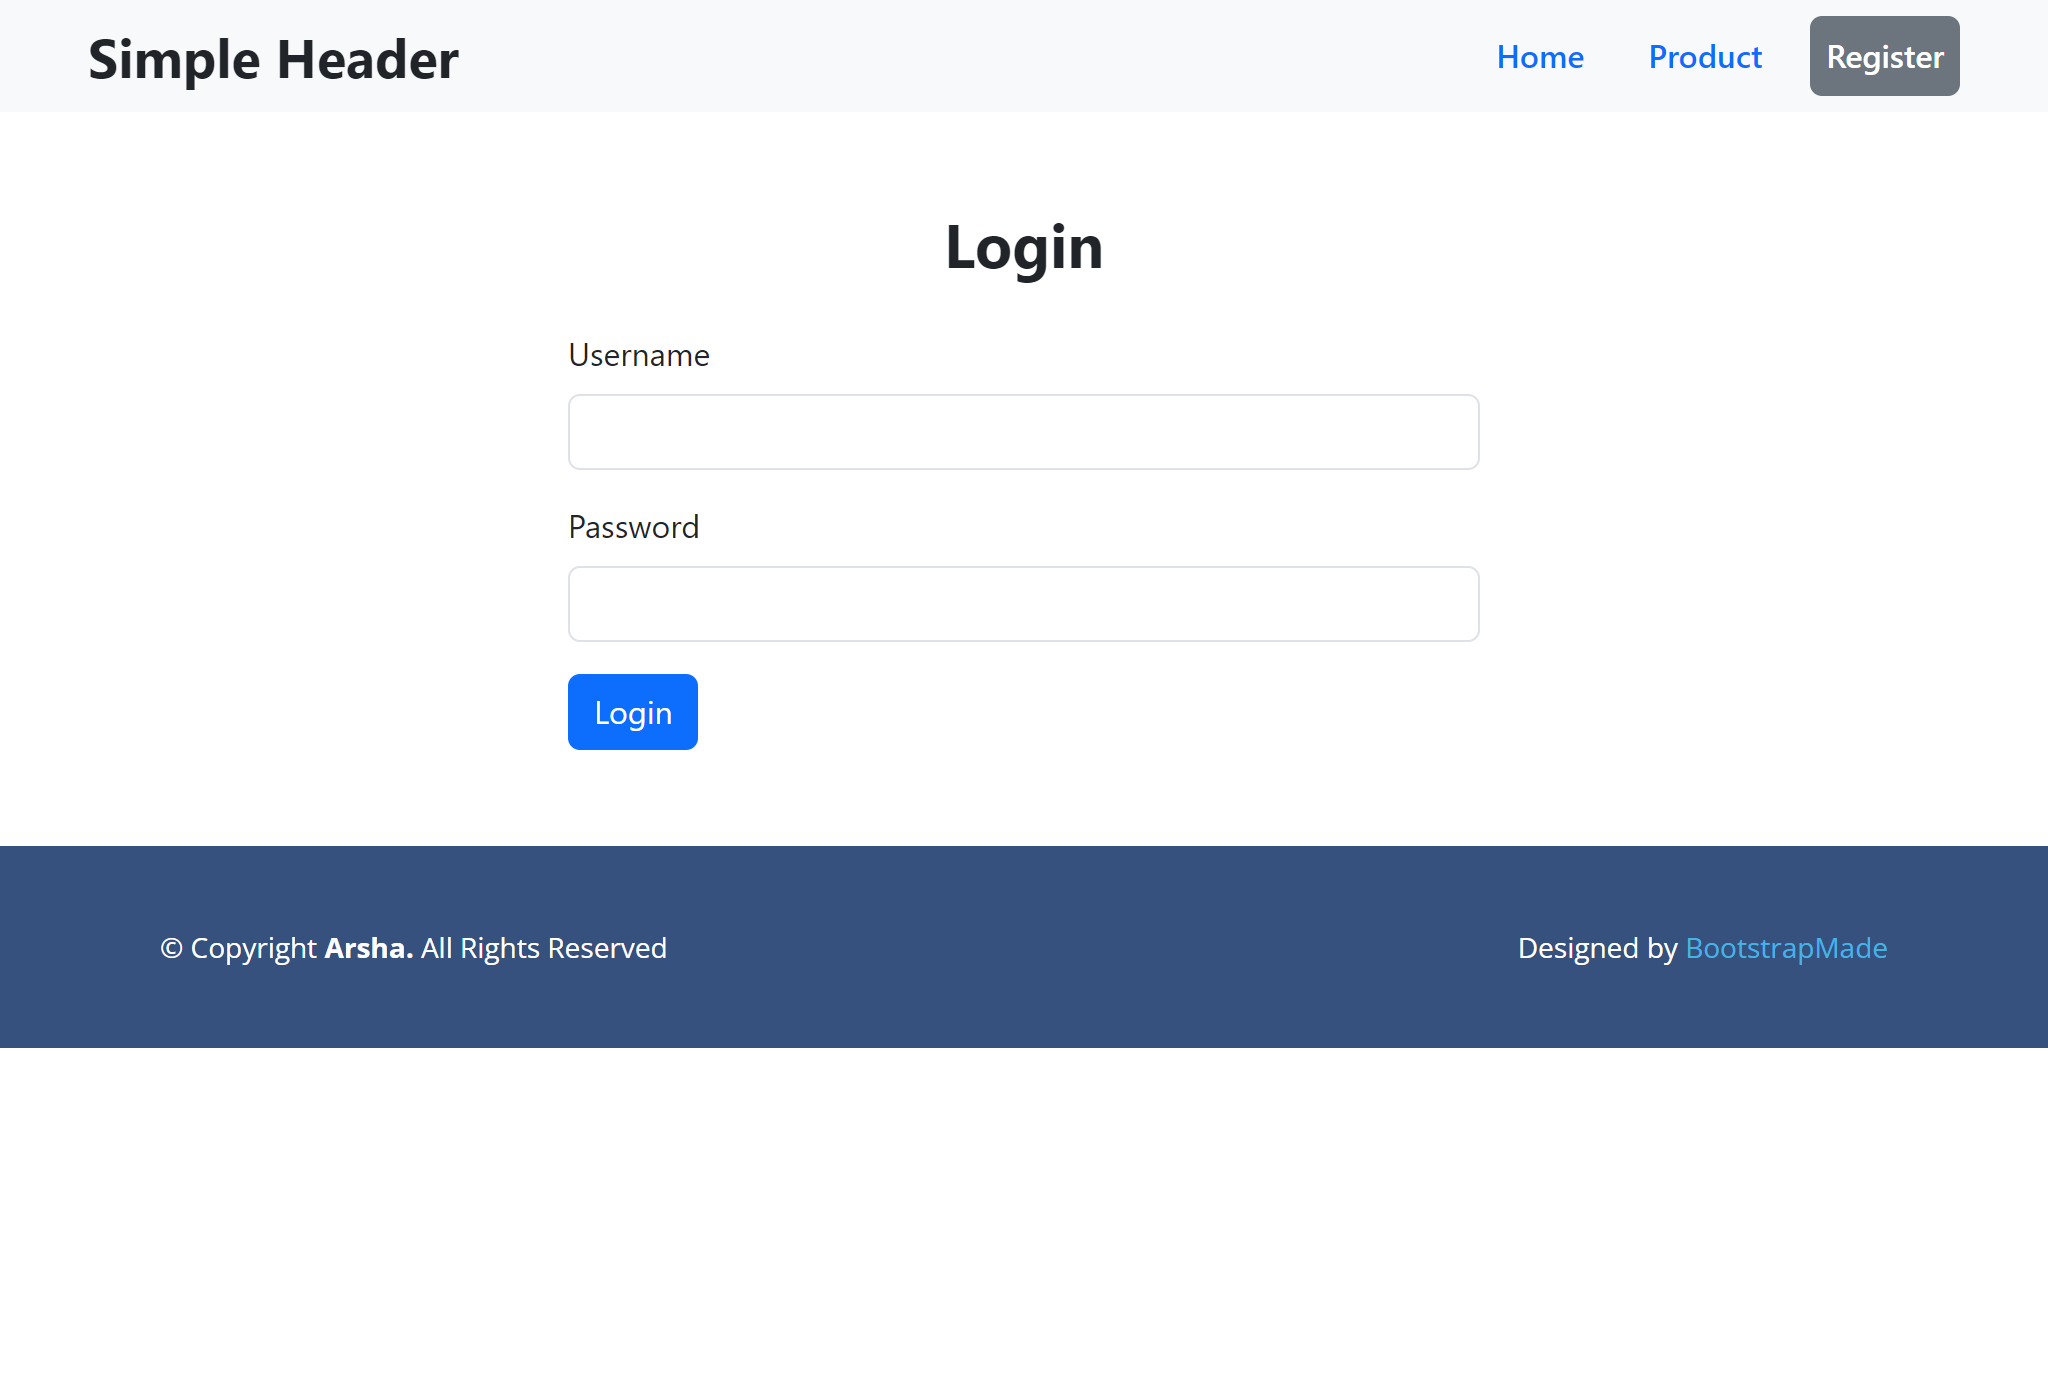 Simple Header
Home
Product
Register
Login
Username
Password
Login
© Copyright Arsha. All Rights Reserved
Designed by BootstrapMade